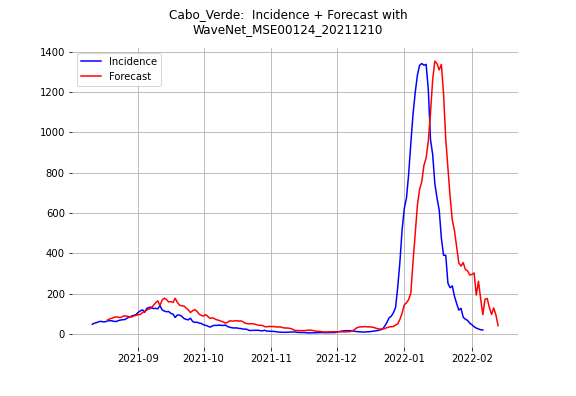 Cabo_Verde:  Incidence + Forecast with
WaveNet_MSE00124_20211210
1400
Incidence
Forecast
1200
1000
800
600
400
200
0
2021-09 2021-10 2021-11 2021-12 2022-01 2022-02